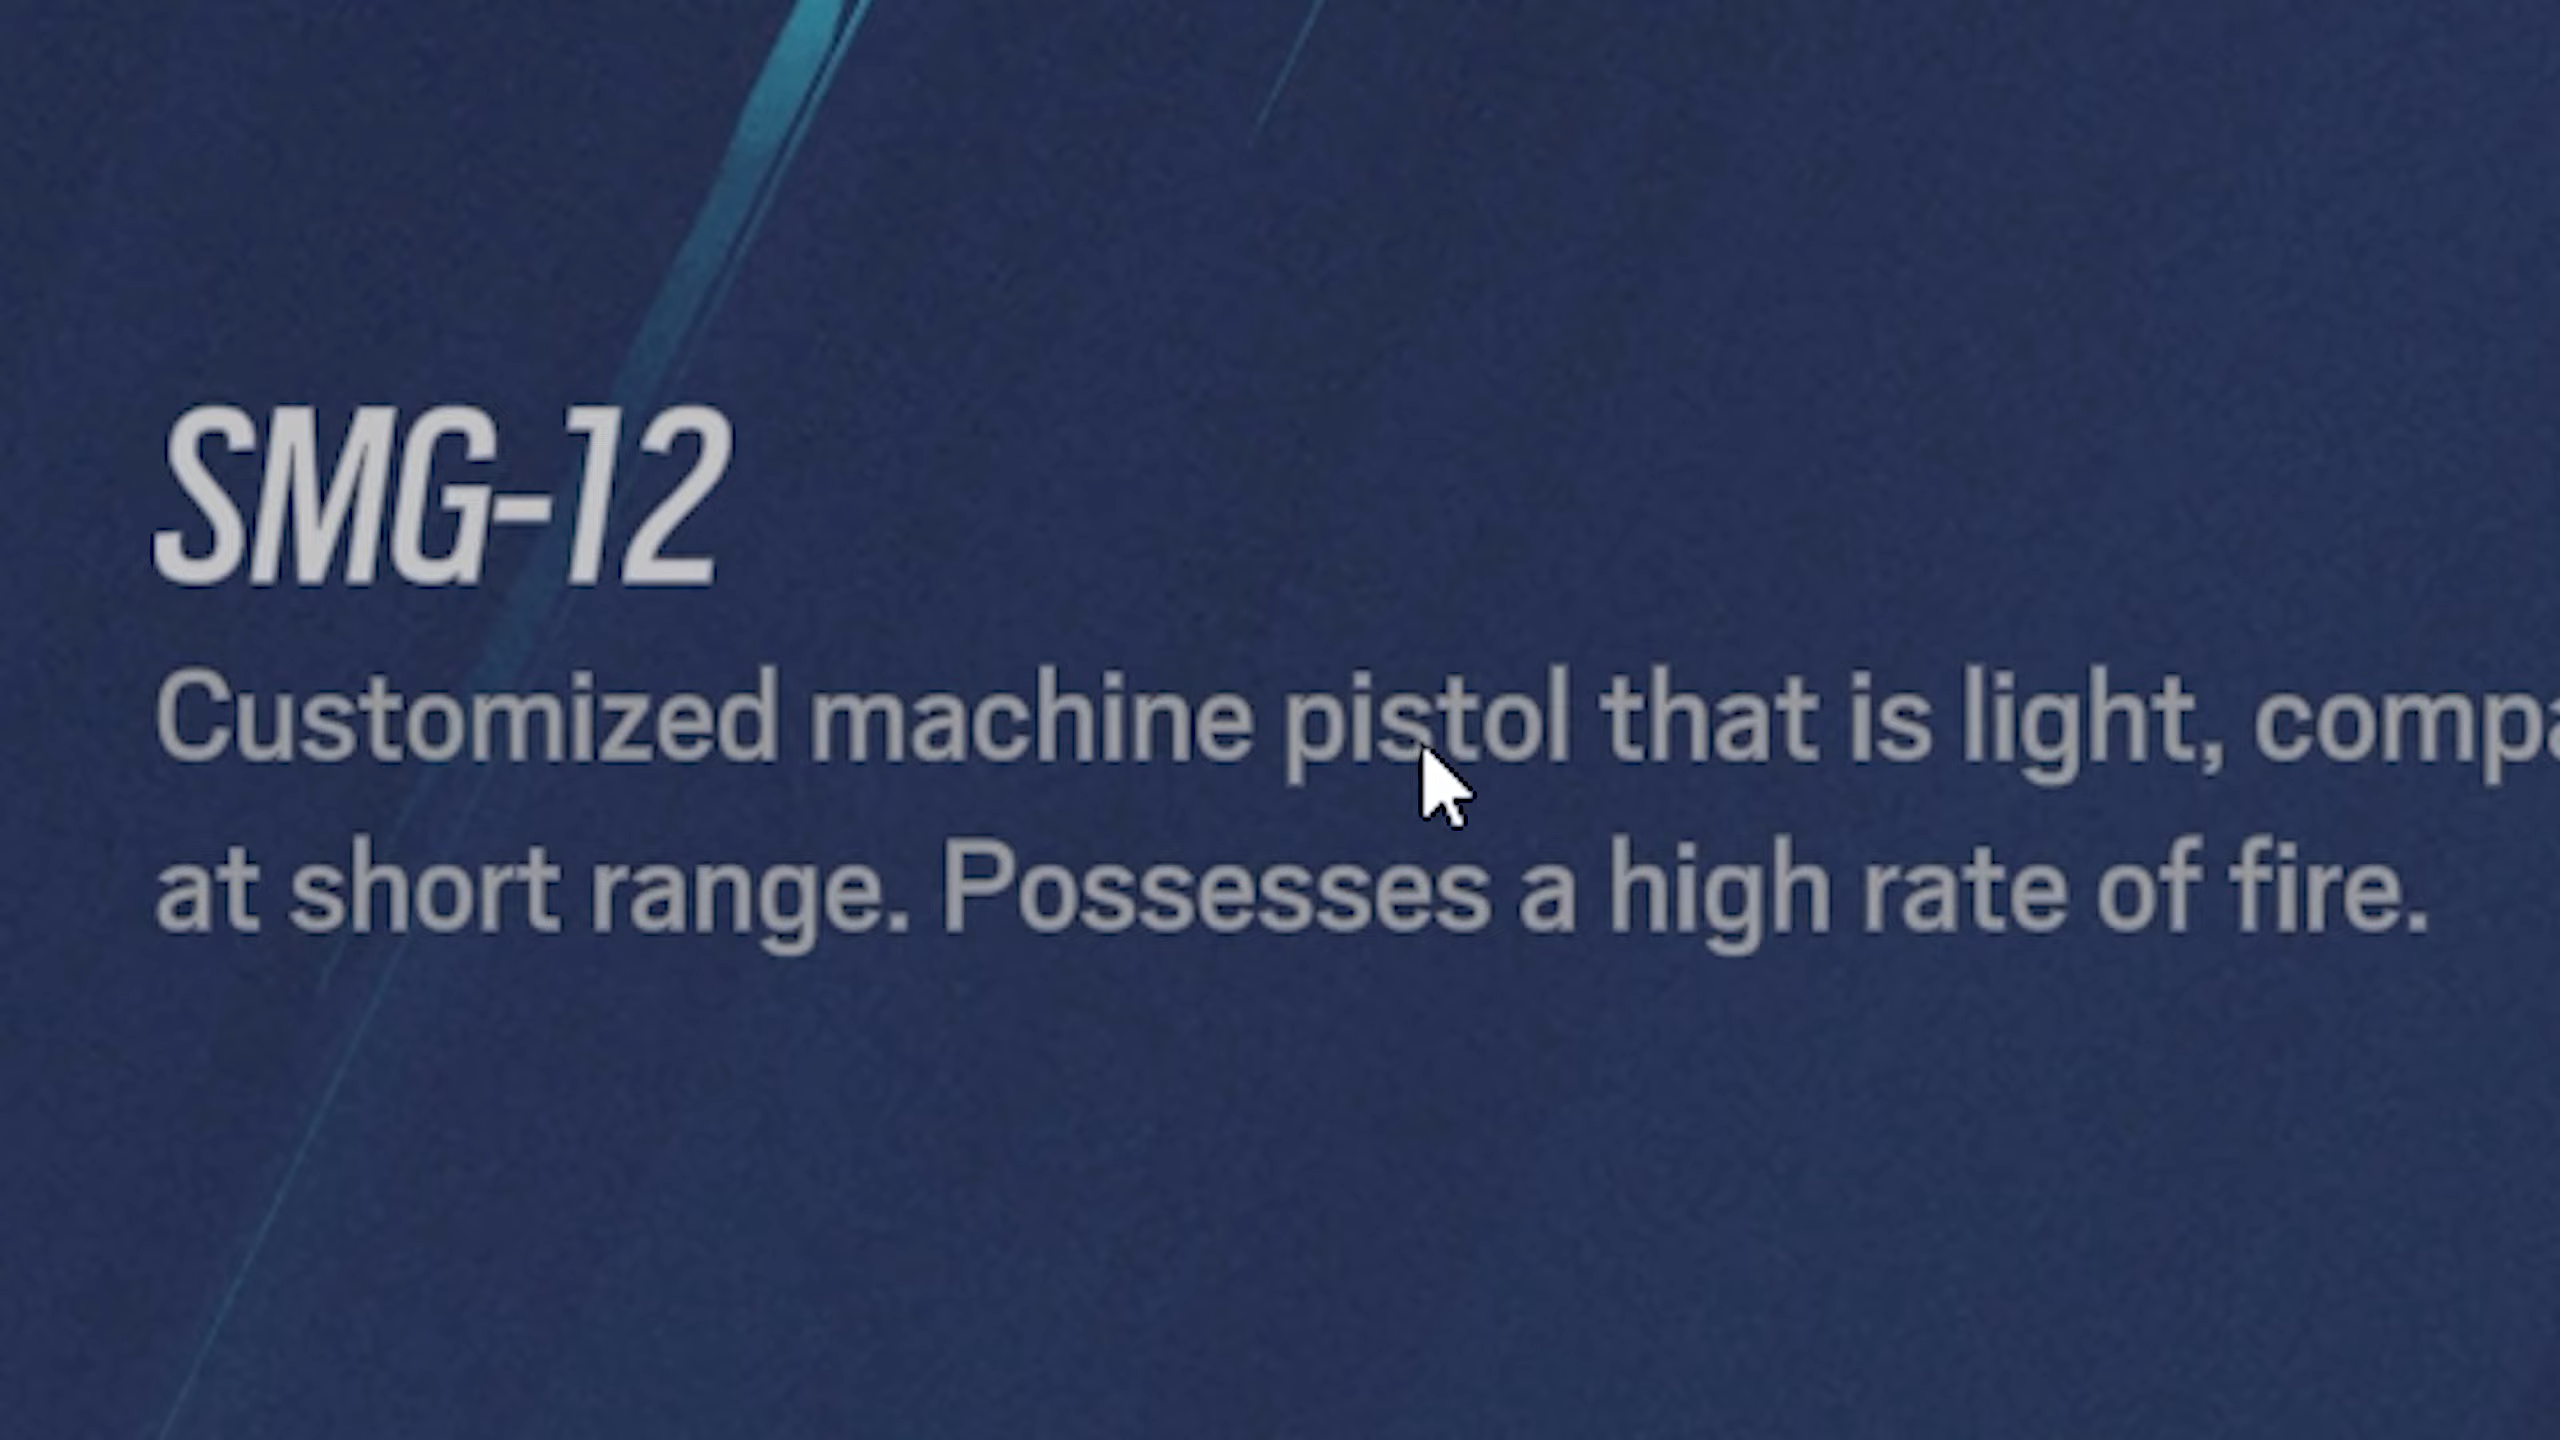 SMG-12
Customized machine pistol that is light, compa
at short range. Possesses a high rate of fire.